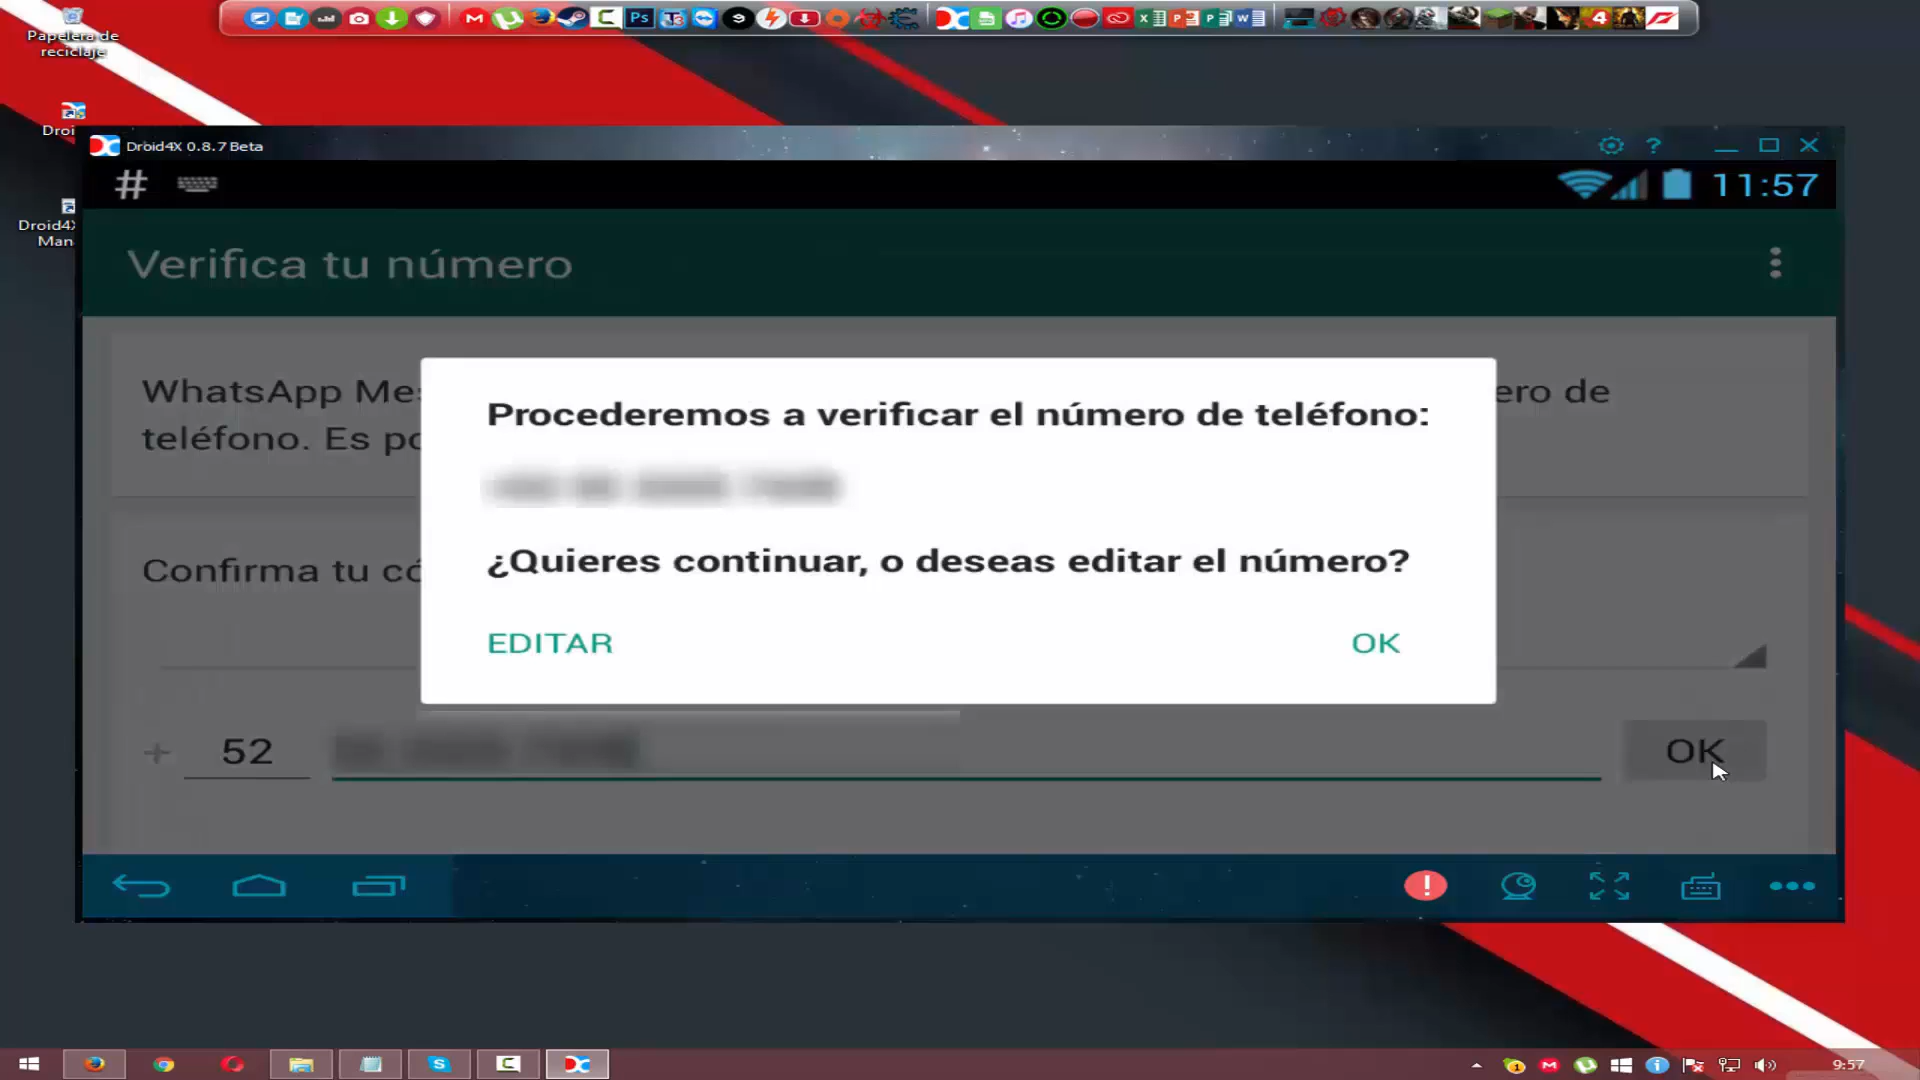 Papelera de
reciclaje
Droi
Droid4X
Man
Droid4X 0.8.7 Beta
11:57
Verifica tu número
WhatsApp Me
ero de
teléfono. Es po
Procederemos a verificar el número de teléfono:
¿Quieres continuar, o deseas editar el número?
EDITAR
OK
Confirma tu có
+ 52
OK
9:57